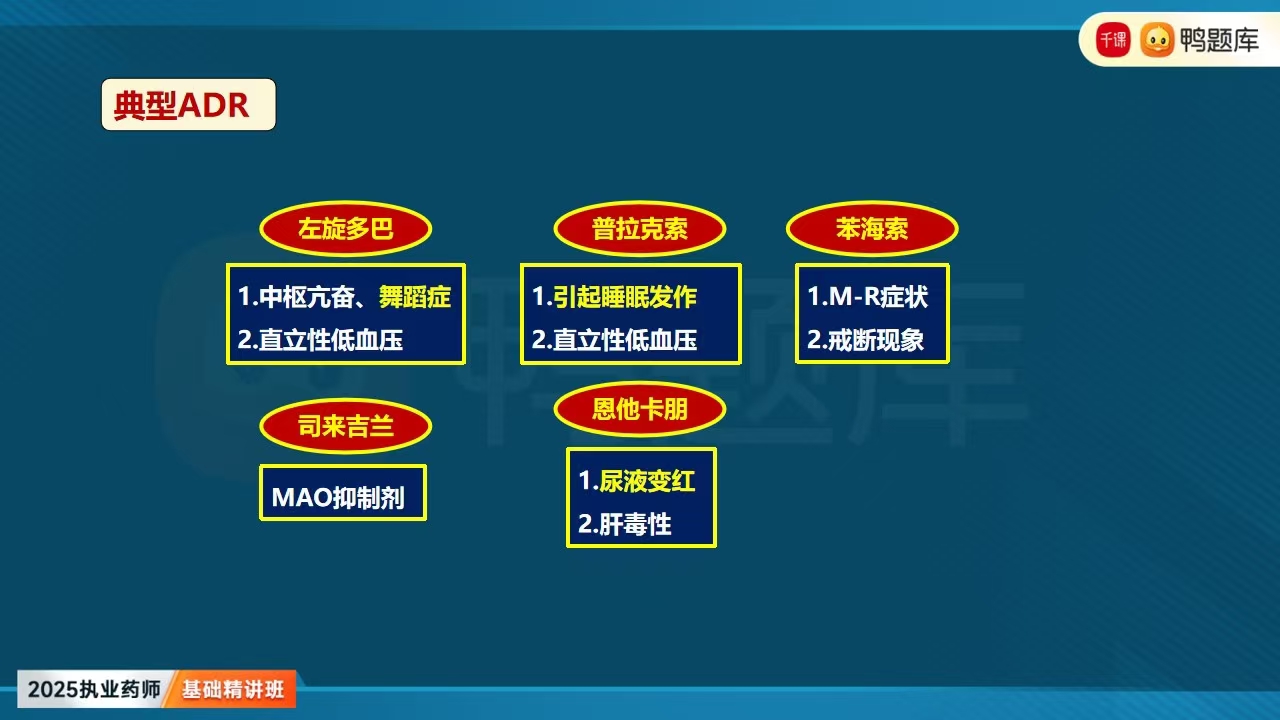 千课 鸭题库
典型ADR
左旋多巴
1.中枢亢奋、舞蹈症
2.直立性低血压
普拉克索
1.引起睡眠发作
2.直立性低血压
苯海索
1.M-R症状
2.戒断现象
司来吉兰
MAO抑制剂
恩他卡朋
1.尿液变红
2.肝毒性
鸭题库
2025执业药师 基础精讲班